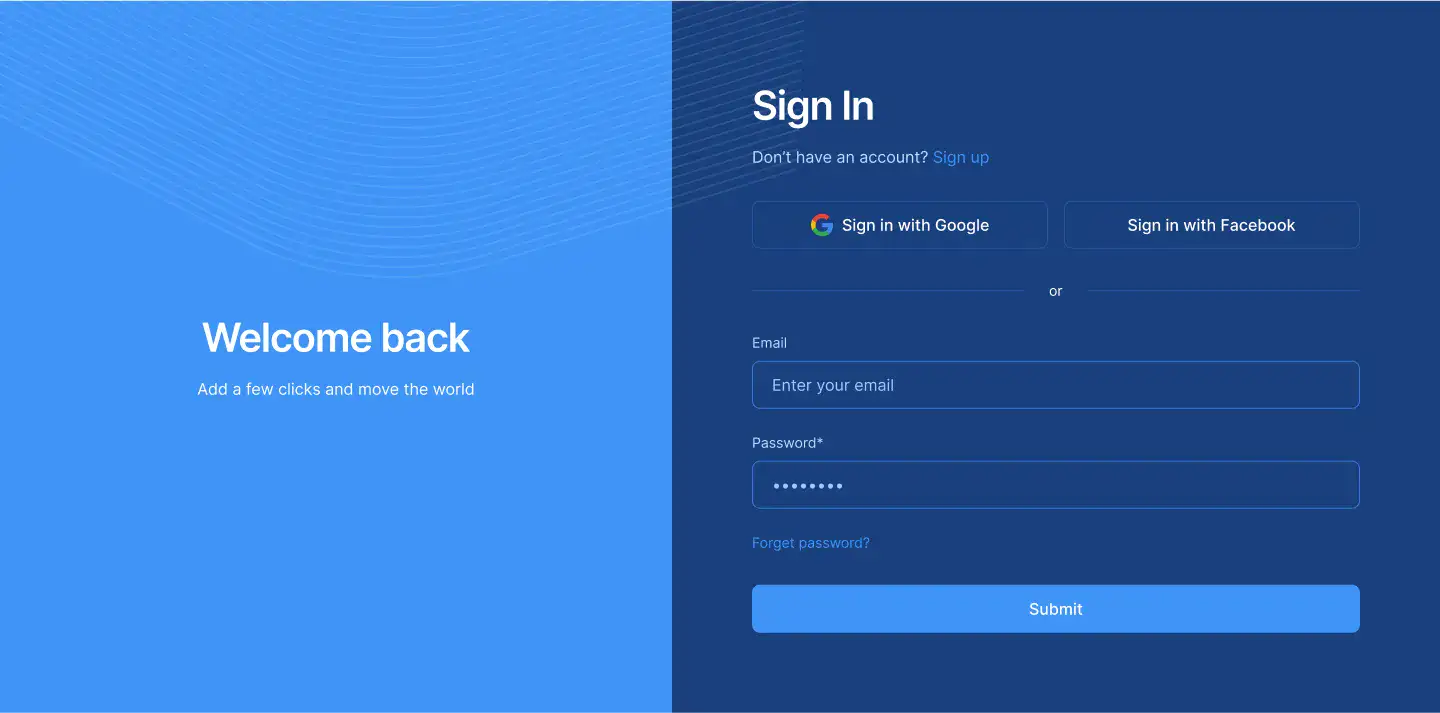 Welcome back
Add a few clicks and move the world
Sign In
Don’t have an account? Sign up
Sign in with Google
Sign in with Facebook
or
Email
Enter your email
Password*
••••••••
Forget password?
Submit